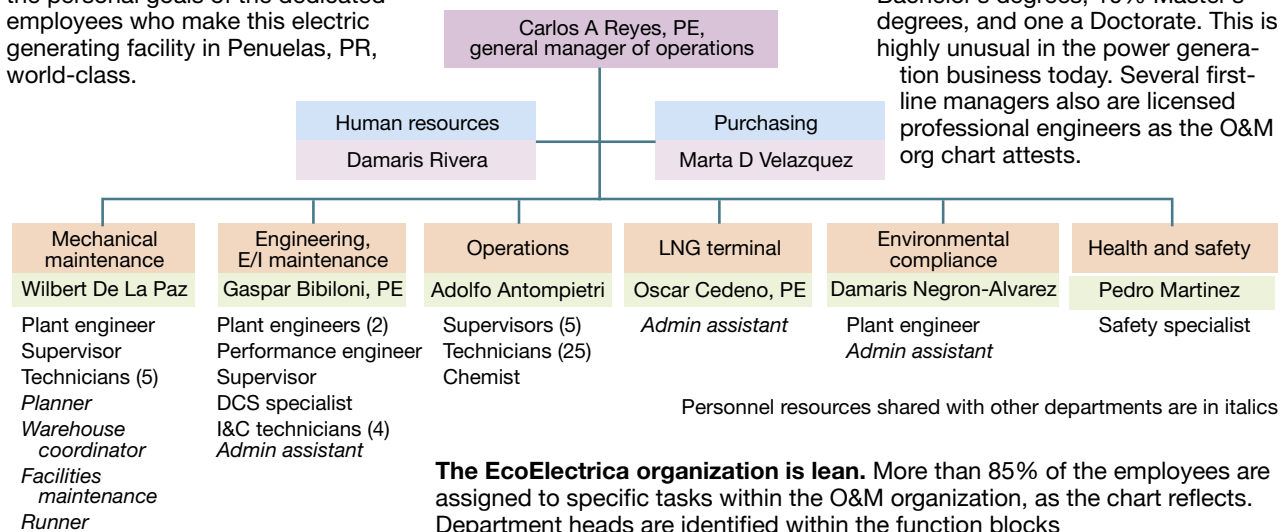 the personal goals of the dedicated
employees who make this electric
generating facility in Penuelas, PR,
world-class.
Bachelor's degrees, 10% Master's
degrees, and one a Doctorate. This is
highly unusual in the power genera-
tion business today. Several first-
line managers also are licensed
professional engineers as the O&M
org chart attests.
Carlos A Reyes, PE,
general manager of operations
Human resources
Damaris Rivera
Purchasing
Marta D Velazquez
Mechanical
maintenance
Wilbert De La Paz
Plant engineer
Supervisor
Technicians (5)
Planner
Warehouse
coordinator
Facilities
maintenance
Runner
Engineering,
E/I maintenance
Gaspar Bibiloni, PE
Plant engineers (2)
Performance engineer
Supervisor
DCS specialist
I&C technicians (4)
Admin assistant
Operations
Adolfo Antompietri
Supervisors (5)
Technicians (25)
Chemist
LNG terminal
Oscar Cedeno, PE
Admin assistant
Environmental
compliance
Damaris Negron-Alvarez
Plant engineer
Admin assistant
Health and safety
Pedro Martinez
Safety specialist
Personnel resources shared with other departments are in italics
The EcoElectrica organization is lean. More than 85% of the employees are
assigned to specific tasks within the O&M organization, as the chart reflects.
Department heads are identified within the function blocks